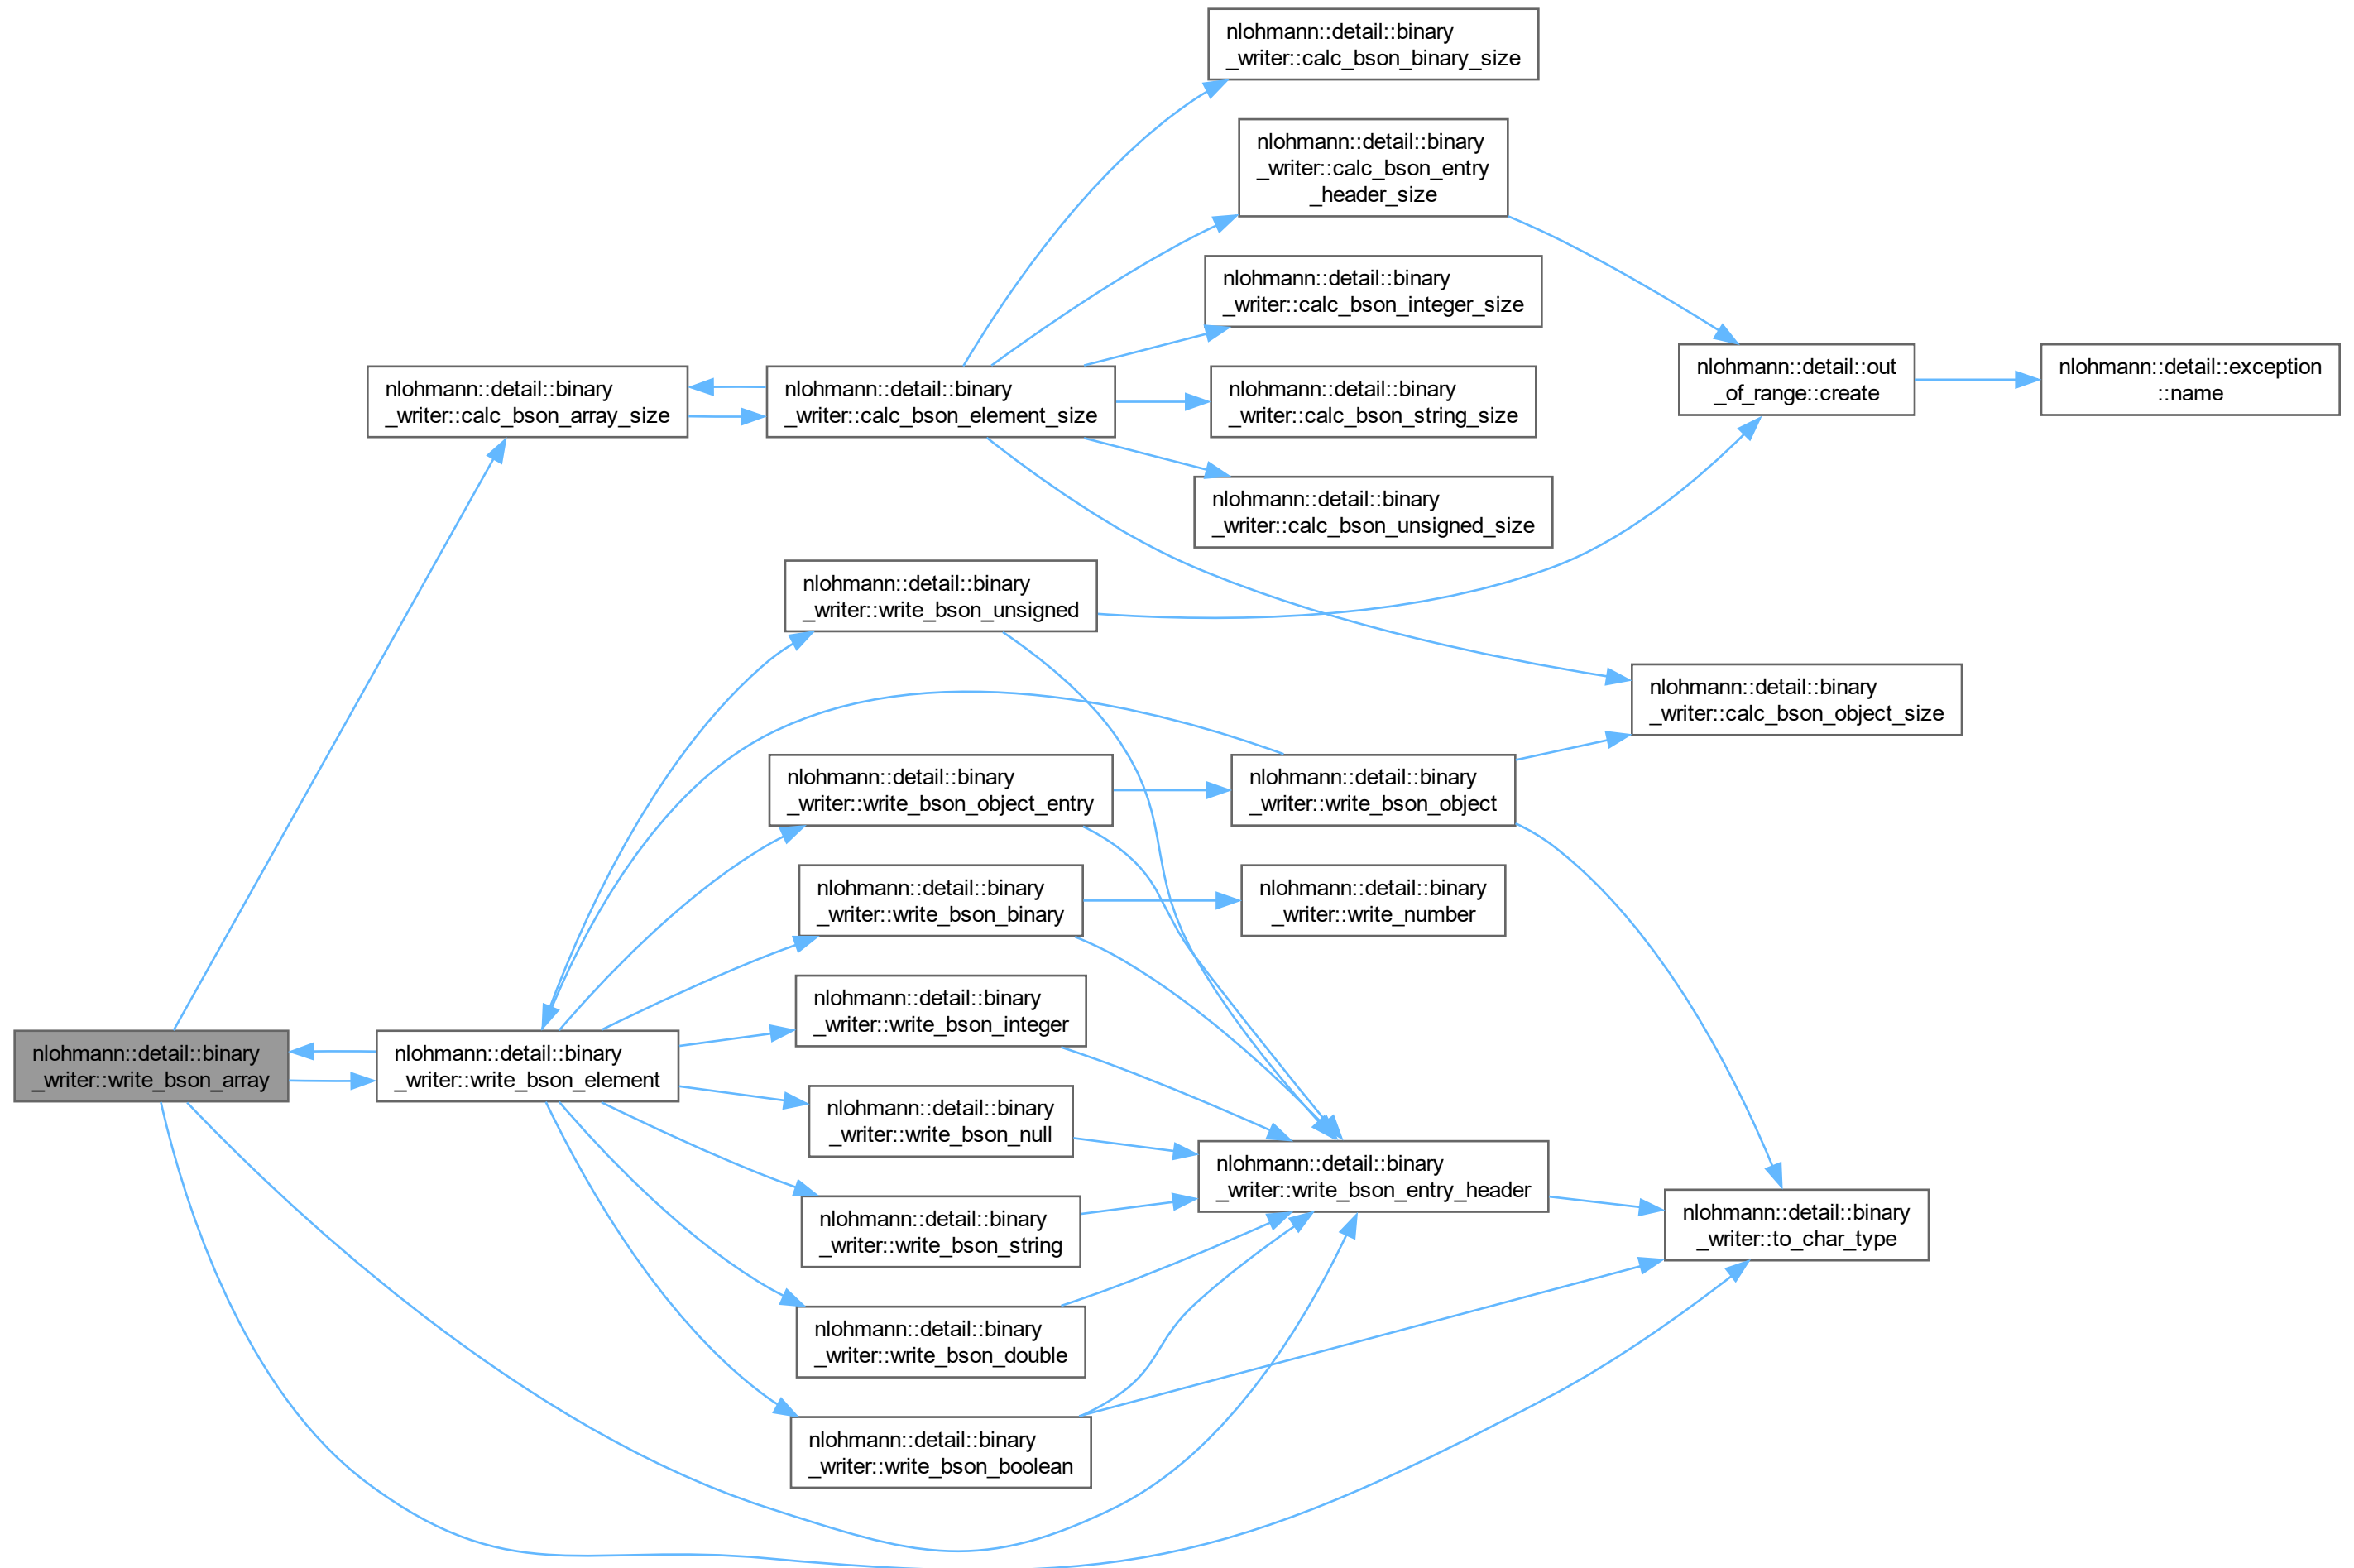 nlohmann::detail::binary
_writer::calc_bson_binary_size
nlohmann::detail::binary
_writer::calc_bson_entry
_header_size
nlohmann::detail::binary
_writer::calc_bson_integer_size
nlohmann::detail::out
_of_range::create
nlohmann::detail::exception
::name
nlohmann::detail::binary
_writer::calc_bson_array_size
nlohmann::detail::binary
_writer::calc_bson_element_size
nlohmann::detail::binary
_writer::calc_bson_string_size
nlohmann::detail::binary
_writer::calc_bson_unsigned_size
nlohmann::detail::binary
_writer::write_bson_unsigned
nlohmann::detail::binary
_writer::calc_bson_object_size
nlohmann::detail::binary
_writer::write_bson_object_entry
nlohmann::detail::binary
_writer::write_bson_object
nlohmann::detail::binary
_writer::write_bson_binary
nlohmann::detail::binary
_writer::write_number
nlohmann::detail::binary
_writer::write_bson_integer
nlohmann::detail::binary
_writer::write_bson_array
nlohmann::detail::binary
_writer::write_bson_element
nlohmann::detail::binary
_writer::write_bson_null
nlohmann::detail::binary
_writer::write_bson_entry_header
nlohmann::detail::binary
_writer::to_char_type
nlohmann::detail::binary
_writer::write_bson_string
nlohmann::detail::binary
_writer::write_bson_double
nlohmann::detail::binary
_writer::write_bson_boolean